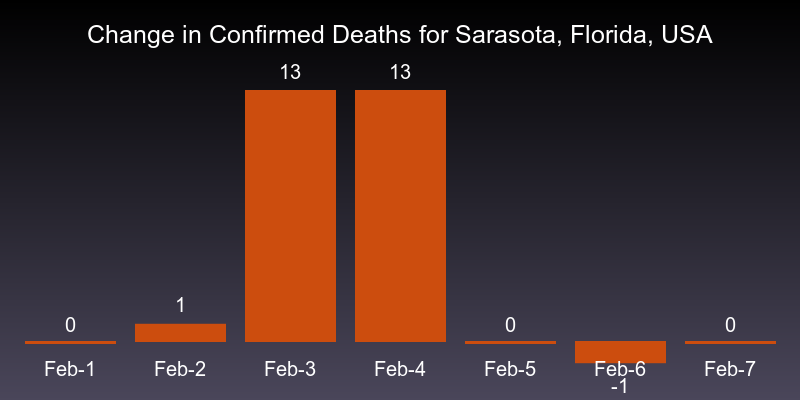 Change in Confirmed Deaths for Sarasota, Florida, USA
13 13
1
0 0 0
Feb-1 Feb-2 Feb-3 Feb-4 Feb-5 Feb-6 Feb-7
-1